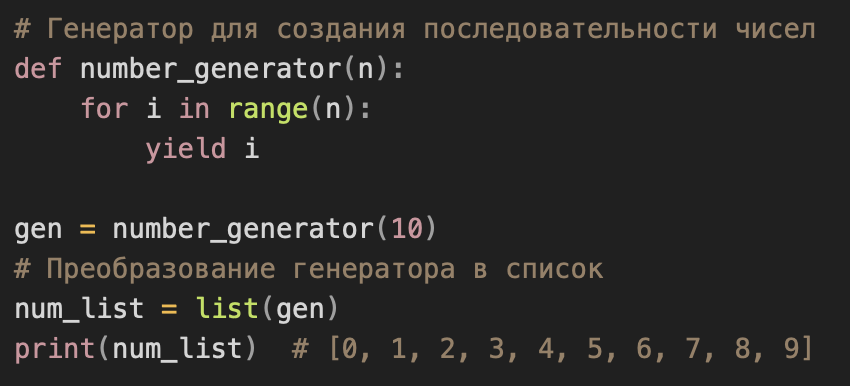 # Генератор для создания последовательности чисел
def number_generator(n):
    for i in range(n):
        yield i

gen = number_generator(10)
# Преобразование генератора в список
num_list = list(gen)
print(num_list)  # [0, 1, 2, 3, 4, 5, 6, 7, 8, 9]